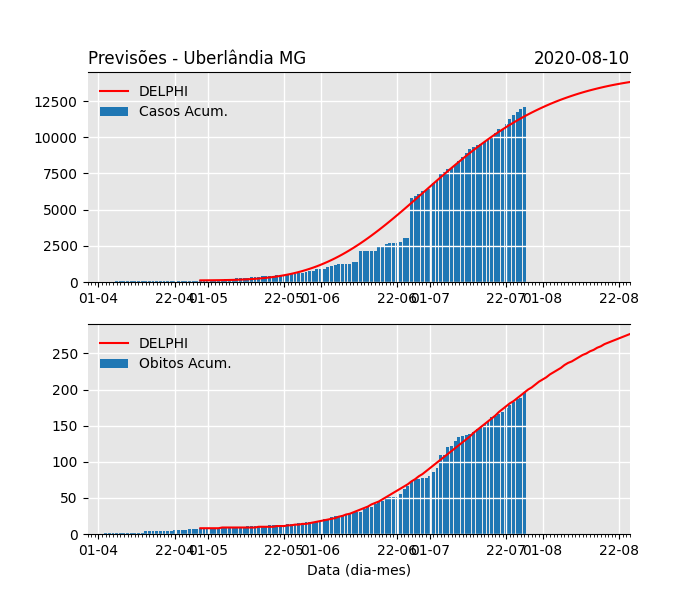 Previsões - Uberlândia MG 2020-08-10
DELPHI
Casos Acum.
12500
10000
7500
5000
2500
0
01-04 22-04 01-05 22-05 01-06 22-06 01-07 22-07 01-08 22-08
DELPHI
Obitos Acum.
250
200
150
100
50
0
01-04 22-04 01-05 22-05 01-06 22-06 01-07 22-07 01-08 22-08
Data (dia-mes)